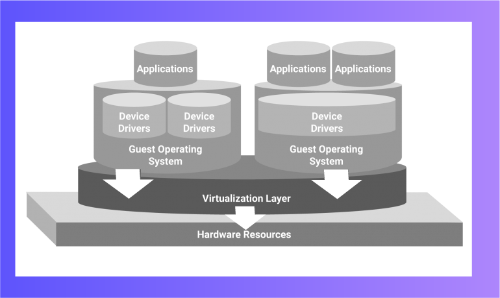 Applications
Applications
Applications
Device
Drivers
Device
Drivers
Guest Operating
System
Device
Drivers
Guest Operating
System
Virtualization Layer
Hardware Resources